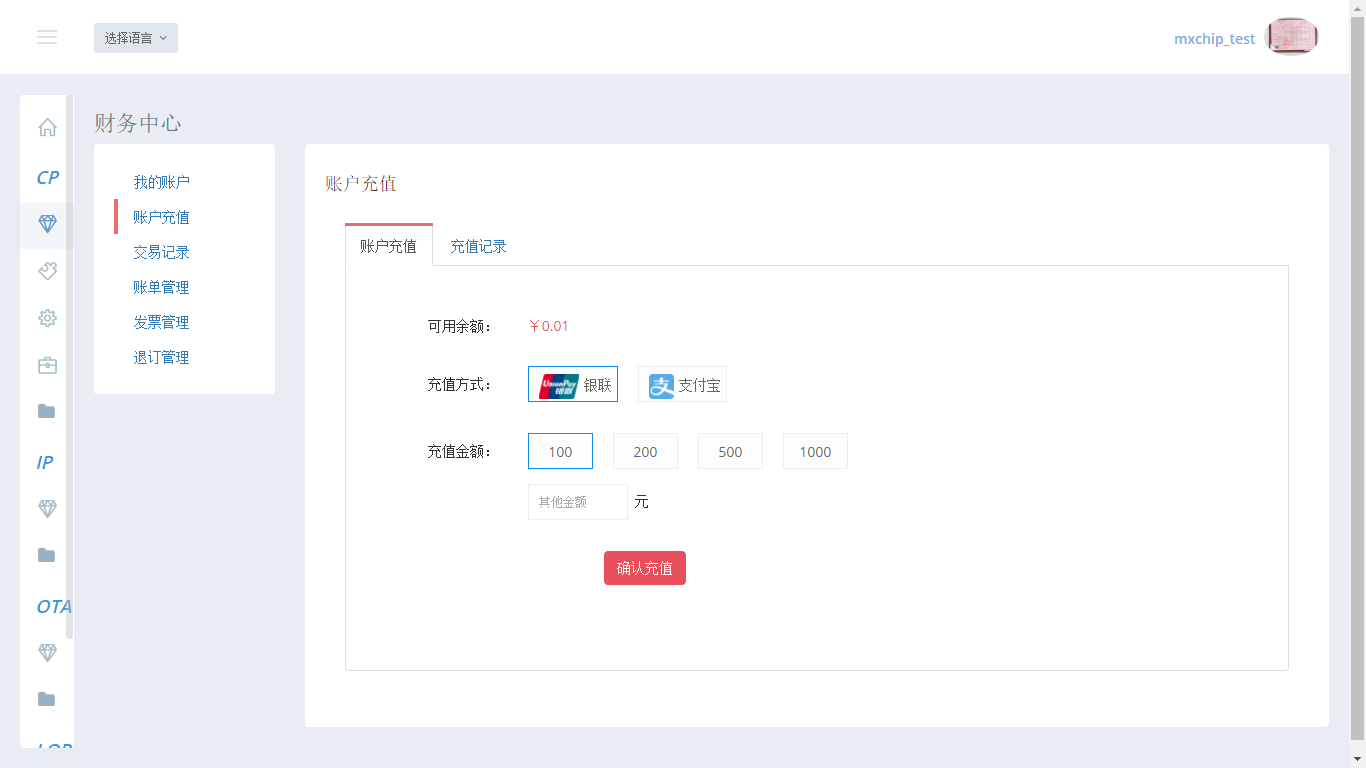 选择语言
mxchip_test
CP
IP
OTA
财务中心
我的账户
账户充值
交易记录
账单管理
发票管理
退订管理
账户充值
账户充值 充值记录
可用余额： ￥0.01
充值方式： UnionPay 银联 银联 支 支付宝
充值金额： 100 200 500 1000
其他金额 元
确认充值